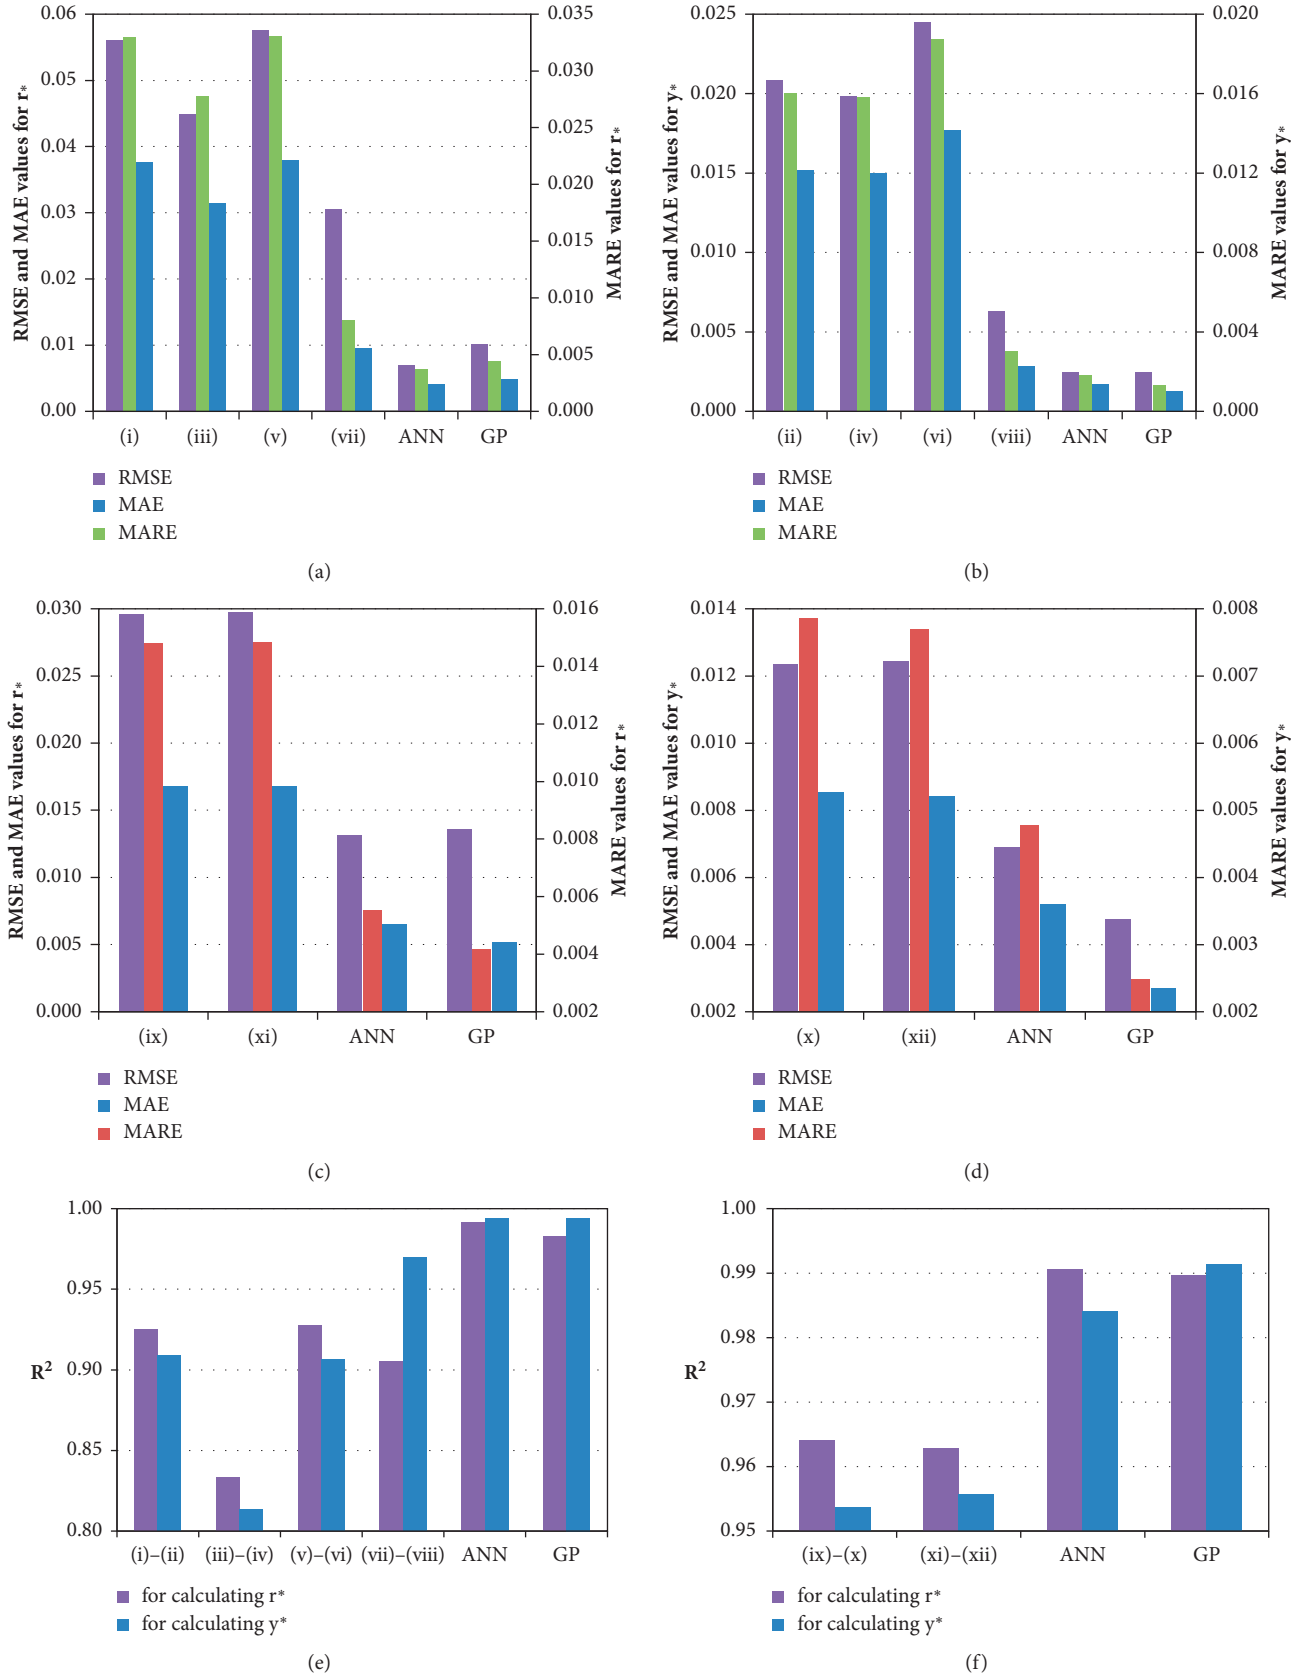 RMSE and MAE values for r*
0.06
0.05
0.04
0.03
0.02
0.01
0.00
0.035
0.030
0.025
0.020
0.015
0.010
0.005
0.000
MARE values for r*
(i) (iii) (v) (vii) ANN GP
RMSE
MAE
MARE
(a)
RMSE and MAE values for y*
0.025
0.020
0.015
0.010
0.005
0.000
0.020
0.016
0.012
0.008
0.004
0.000
MARE values for y*
(ii) (iv) (vi) (viii) ANN GP
RMSE
MAE
MARE
(b)
RMSE and MAE values for r*
0.030
0.025
0.020
0.015
0.010
0.005
0.000
0.016
0.014
0.016
0.010
0.008
0.006
0.004
0.002
MARE values for r*
(ix) (xi) ANN GP
RMSE
MAE
MARE
(c)
RMSE and MAE values for y*
0.014
0.012
0.010
0.008
0.006
0.004
0.002
0.008
0.007
0.006
0.005
0.004
0.003
0.002
MARE values for y*
(x) (xii) ANN GP
RMSE
MAE
MARE
(d)
R²
1.00
0.95
0.90
0.85
0.80
(i)–(ii) (iii)–(iv) (v)–(vi) (vii)–(viii) ANN GP
for calculating r*
for calculating y*
(e)
R²
1.00
0.99
0.98
0.97
0.96
0.95
(ix)–(x) (xi)–(xii) ANN GP
for calculating r*
for calculating y*
(f)